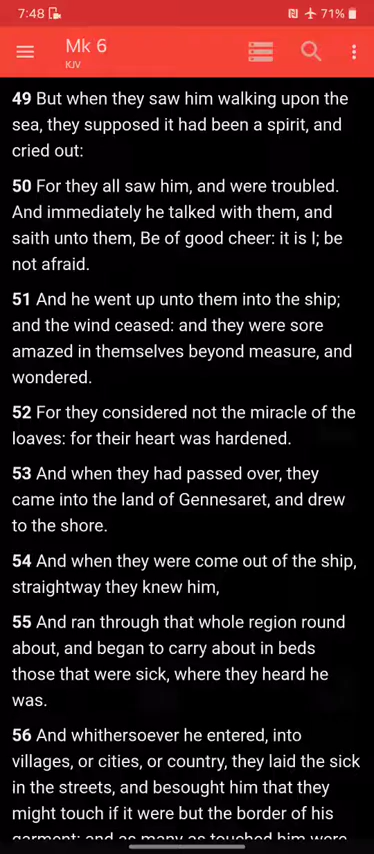 7:48
71%
Mk 6
KJV
49 But when they saw him walking upon the
sea, they supposed it had been a spirit, and
cried out:
50 For they all saw him, and were troubled.
And immediately he talked with them, and
saith unto them, Be of good cheer: it is I; be
not afraid.
51 And he went up unto them into the ship;
and the wind ceased: and they were sore
amazed in themselves beyond measure, and
wondered.
52 For they considered not the miracle of the
loaves: for their heart was hardened.
53 And when they had passed over, they
came into the land of Gennesaret, and drew
to the shore.
54 And when they were come out of the ship,
straightway they knew him,
55 And ran through that whole region round
about, and began to carry about in beds
those that were sick, where they heard he
was.
56 And whithersoever he entered, into
villages, or cities, or country, they laid the sick
in the streets, and besought him that they
might touch if it were but the border of his
garment: and as many as touched him were